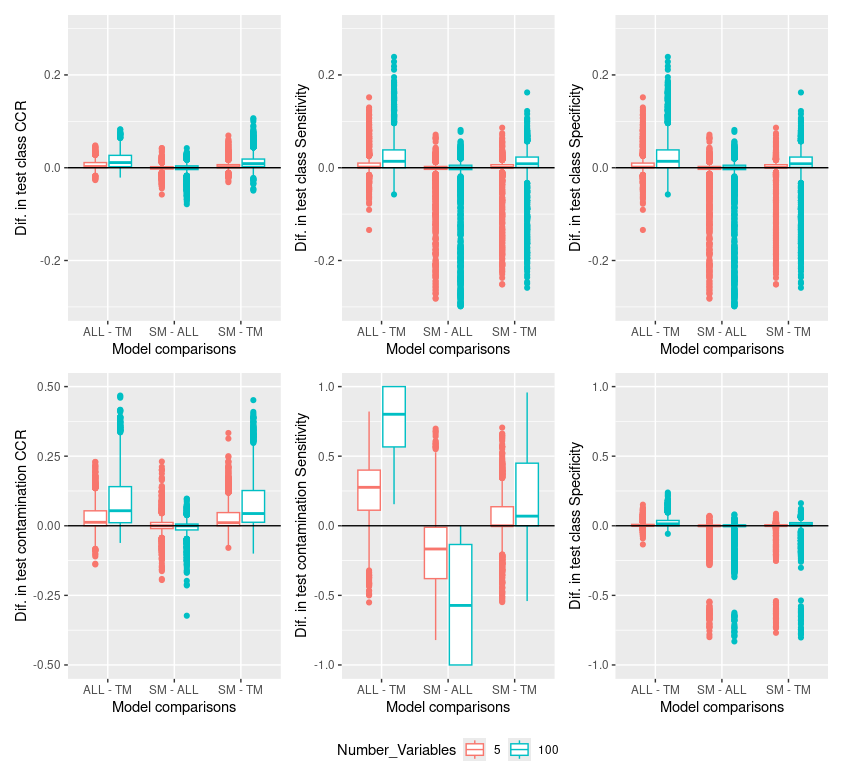 Dif. in test class CCR
0.2
0.0
-0.2
ALL - TM SM - ALL SM - TM
Model comparisons
Dif. in test class Sensitivity
0.2
0.0
-0.2
ALL - TM SM - ALL SM - TM
Model comparisons
Dif. in test class Specificity
0.2
0.0
-0.2
ALL - TM SM - ALL SM - TM
Model comparisons
Dif. in test contamination CCR
0.50
0.25
0.00
-0.25
-0.50
ALL - TM SM - ALL SM - TM
Model comparisons
Dif. in test contamination Sensitivity
1.0
0.5
0.0
-0.5
-1.0
ALL - TM SM - ALL SM - TM
Model comparisons
Dif. in test class Specificity
1.0
0.5
0.0
-0.5
-1.0
ALL - TM SM - ALL SM - TM
Model comparisons
Number_Variables 5 100